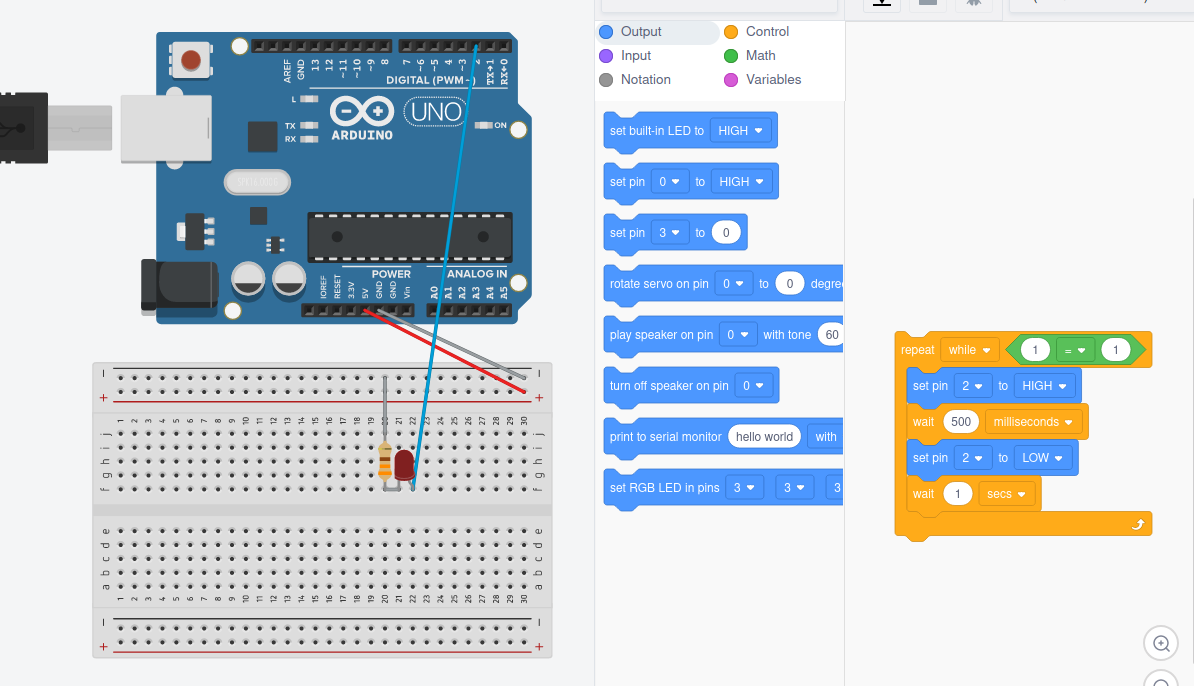 AREF
GND
13
12
~11
~10
~9
8
7
~6
~5
4
~3
TX→1
RX←0
DIGITAL (PWM~)
L
TX
RX
ARDUINO
UNO
ON
IOREF
RESET
3.3V
5V
GND
GND
Vin
POWER
A0
A1
A2
A3
A4
A5
ANALOG IN
− −
+ +
1 2 3 4 5 6 7 8 9 10 11 12 13 14 15 16 17 18 19 20 21 22 23 24 25 26 27 28 29 30
j j
i i
h h
g g
f f
e e
d d
c c
b b
a a
1 2 3 4 5 6 7 8 9 10 11 12 13 14 15 16 17 18 19 20 21 22 23 24 25 26 27 28 29 30
− −
+ +
Output Control
Input Math
Notation Variables
set built-in LED to HIGH
set pin 0 to HIGH
set pin 3 to 0
rotate servo on pin 0 to 0 degre
play speaker on pin 0 with tone 60
turn off speaker on pin 0
print to serial monitor hello world with
set RGB LED in pins 3 3 3
repeat while 1 = 1
set pin 2 to HIGH
wait 500 milliseconds
set pin 2 to LOW
wait 1 secs